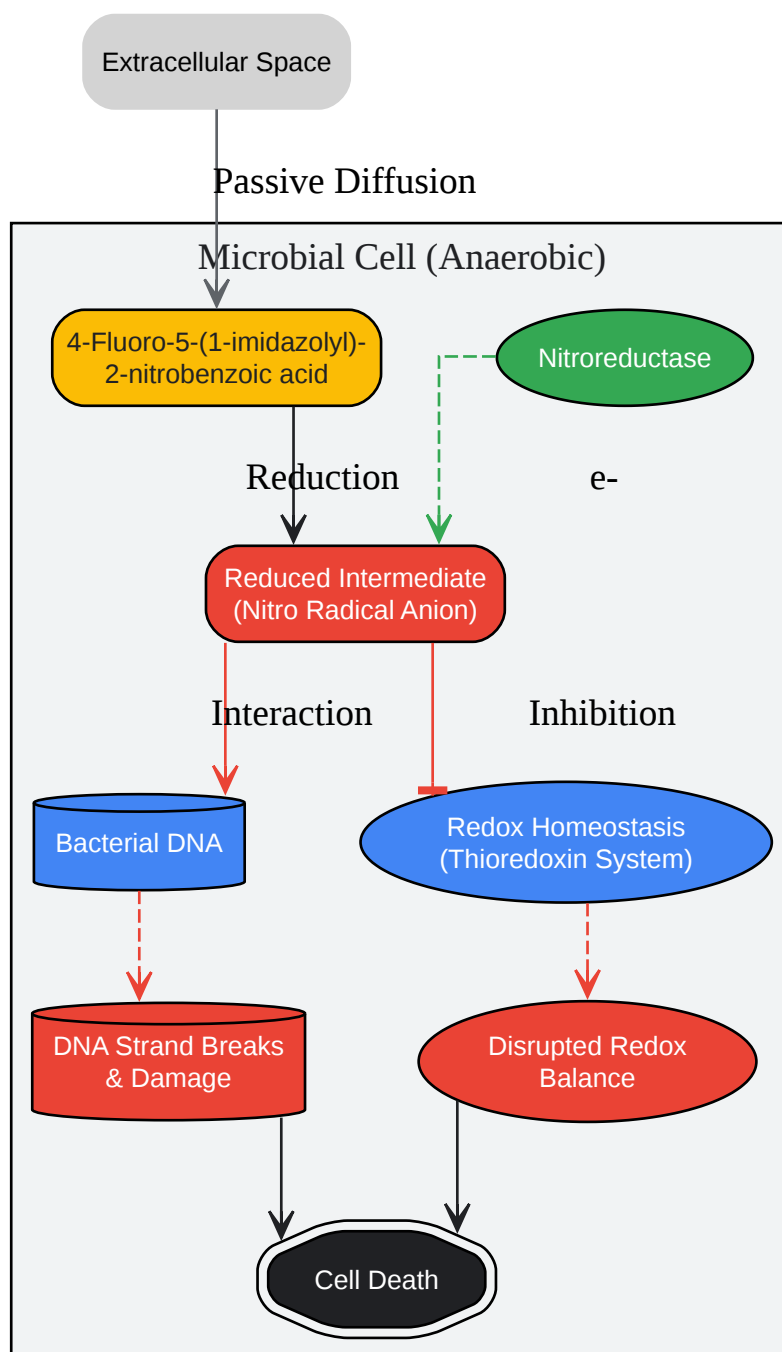 Extracellular Space
Passive Diffusion
Microbial Cell (Anaerobic)
4-Fluoro-5-(1-imidazolyl)-
2-nitrobenzoic acid
Nitroreductase
Reduction
e-
Reduced Intermediate
(Nitro Radical Anion)
Interaction
Inhibition
Bacterial DNA
Redox Homeostasis
(Thioredoxin System)
DNA Strand Breaks
& Damage
Disrupted Redox
Balance
Cell Death